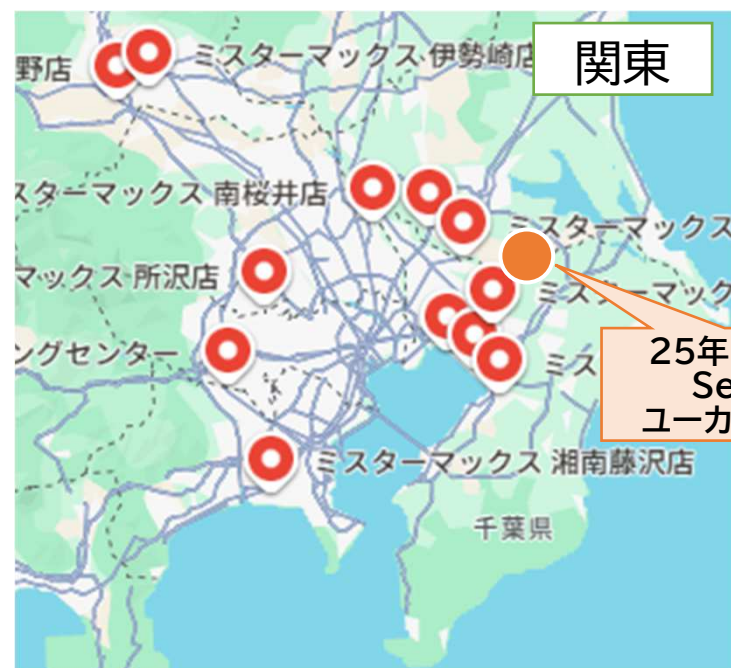 関東
野店
ミスターマックス 伊勢崎店
スターマックス 南桜井店
ミスターマックス
マックス 所沢店
ミスターマック
ングセンター
ミス
25年
Se
ユーカ
ミスターマックス 湘南藤沢店
千葉県